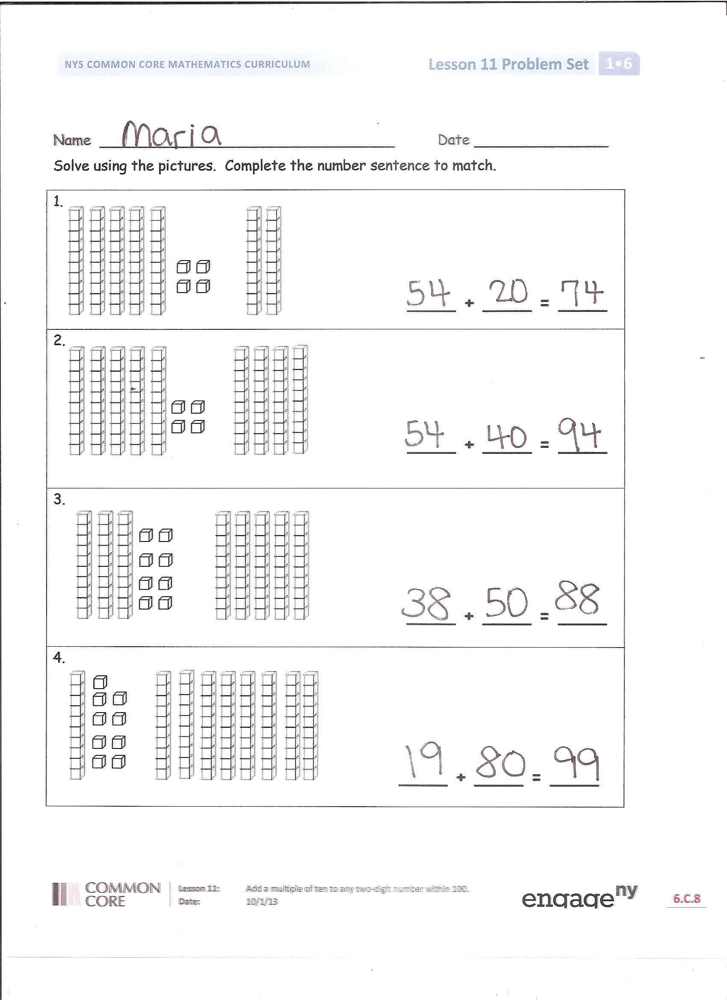 NYS COMMON CORE MATHEMATICS CURRICULUM Lesson 11 Problem Set 1•6
Name Maria Date
Solve using the pictures. Complete the number sentence to match.
1.
54 + 20 = 74
2.
54 + 40 = 94
3.
38 + 50 = 88
4.
19 + 80 = 99
COMMON CORE
Lesson 11: Add a multiple of ten to any two-digit number within 100.
Date: 10/1/13
engage ny
6.C.8